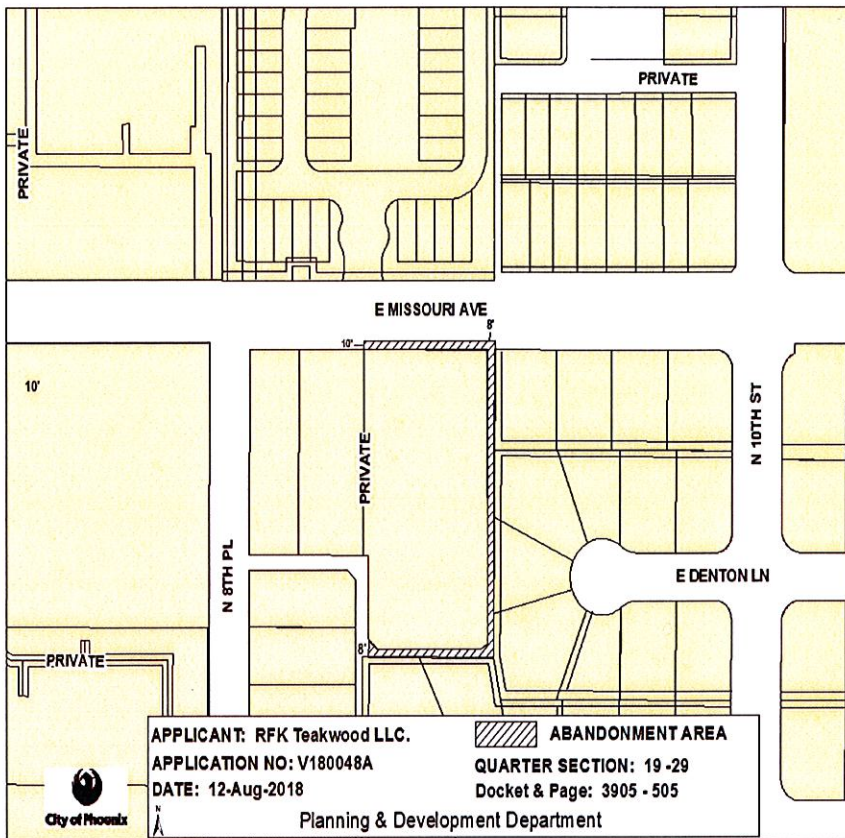 PRIVATE
PRIVATE
E MISSOURI AVE
8'
10'
10'
PRIVATE
N 10TH ST
N 8TH PL
E DENTON LN
8'
PRIVATE
APPLICANT: RFK Teakwood LLC.
ABANDONMENT AREA
APPLICATION NO: V180048A
QUARTER SECTION: 19 -29
DATE: 12-Aug-2018
Docket & Page: 3905 - 505
City of Phoenix
N
Planning & Development Department